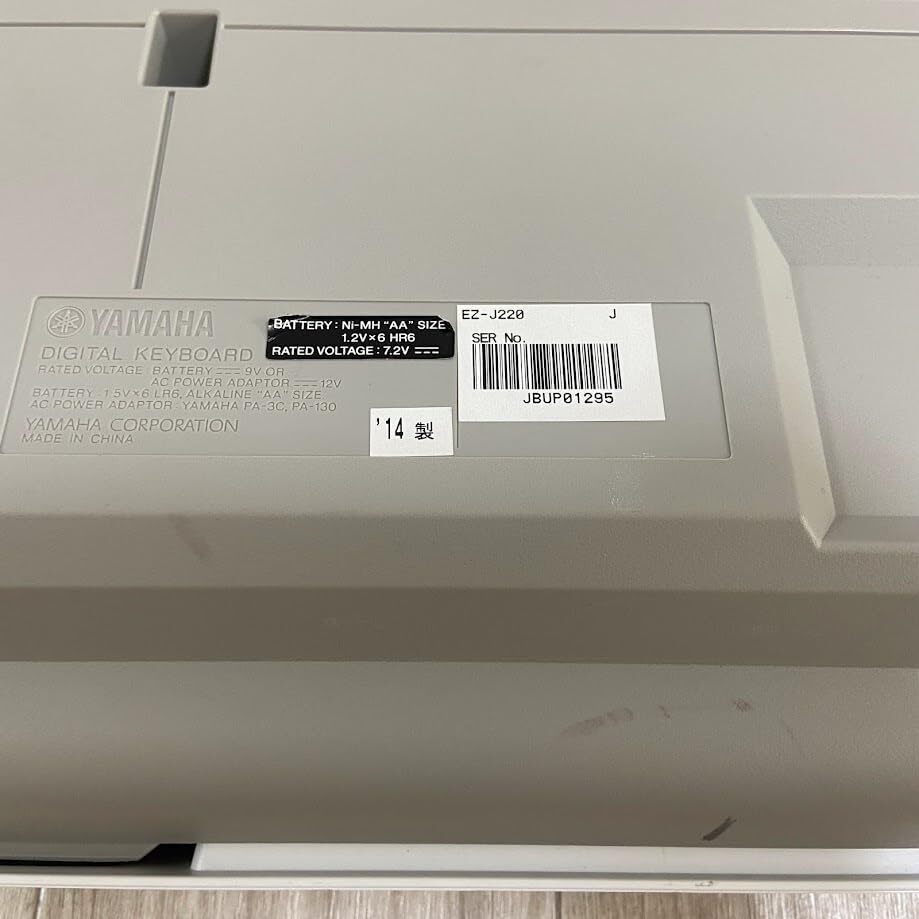 YAMAHA
DIGITAL KEYBOARD
RATED VOLTAGE : BATTERY ⎓ 9V OR
AC POWER ADAPTOR ⎓ 12V
BATTERY : 1.5V×6 LR6, ALKALINE "AA" SIZE
AC POWER ADAPTOR : YAMAHA PA-3C, PA-130
YAMAHA CORPORATION
MADE IN CHINA
BATTERY : Ni-MH "AA" SIZE
1.2V×6 HR6
RATED VOLTAGE : 7.2V ⎓
'14 製
EZ-J220 J
SER No.
JBUP01295